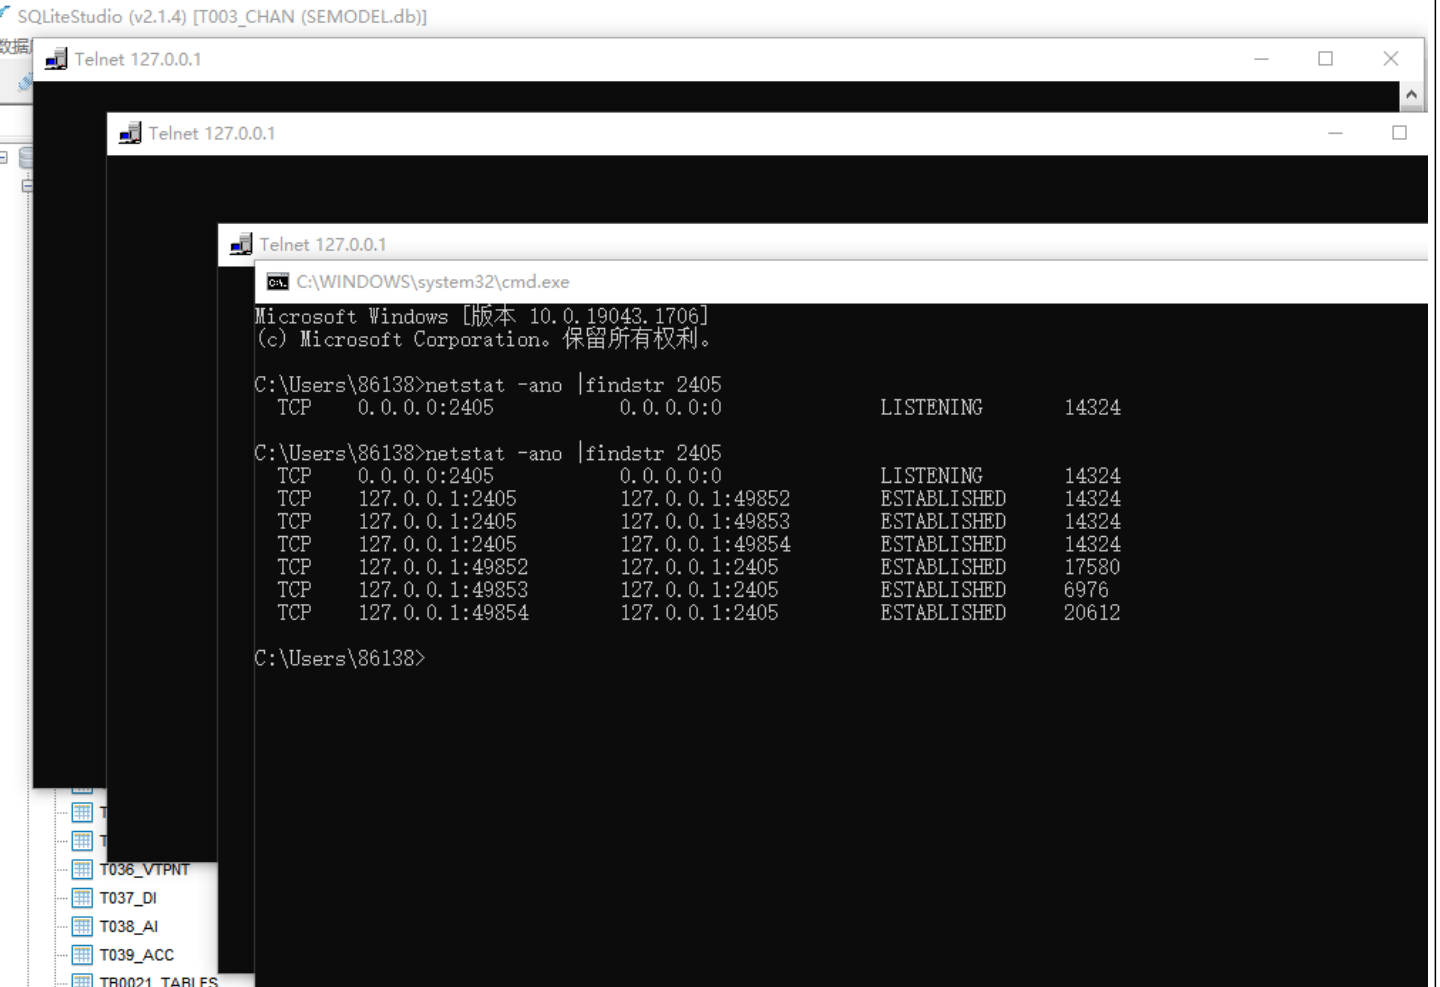 SQLiteStudio (v2.1.4) [T003_CHAN (SEMODEL.db)]
数据
Telnet 127.0.0.1
Telnet 127.0.0.1
Telnet 127.0.0.1
C:\WINDOWS\system32\cmd.exe
Microsoft Windows [版本 10.0.19043.1706]
(c) Microsoft Corporation。保留所有权利。
C:\Users\86138>netstat -ano |findstr 2405
TCP 0.0.0.0:2405 0.0.0.0:0 LISTENING 14324
C:\Users\86138>netstat -ano |findstr 2405
TCP 0.0.0.0:2405 0.0.0.0:0 LISTENING 14324
TCP 127.0.0.1:2405 127.0.0.1:49852 ESTABLISHED 14324
TCP 127.0.0.1:2405 127.0.0.1:49853 ESTABLISHED 14324
TCP 127.0.0.1:2405 127.0.0.1:49854 ESTABLISHED 14324
TCP 127.0.0.1:49852 127.0.0.1:2405 ESTABLISHED 17580
TCP 127.0.0.1:49853 127.0.0.1:2405 ESTABLISHED 6976
TCP 127.0.0.1:49854 127.0.0.1:2405 ESTABLISHED 20612
C:\Users\86138>
T036_VTPNT
T037_DI
T038_AI
T039_ACC
TB0021_TABLES